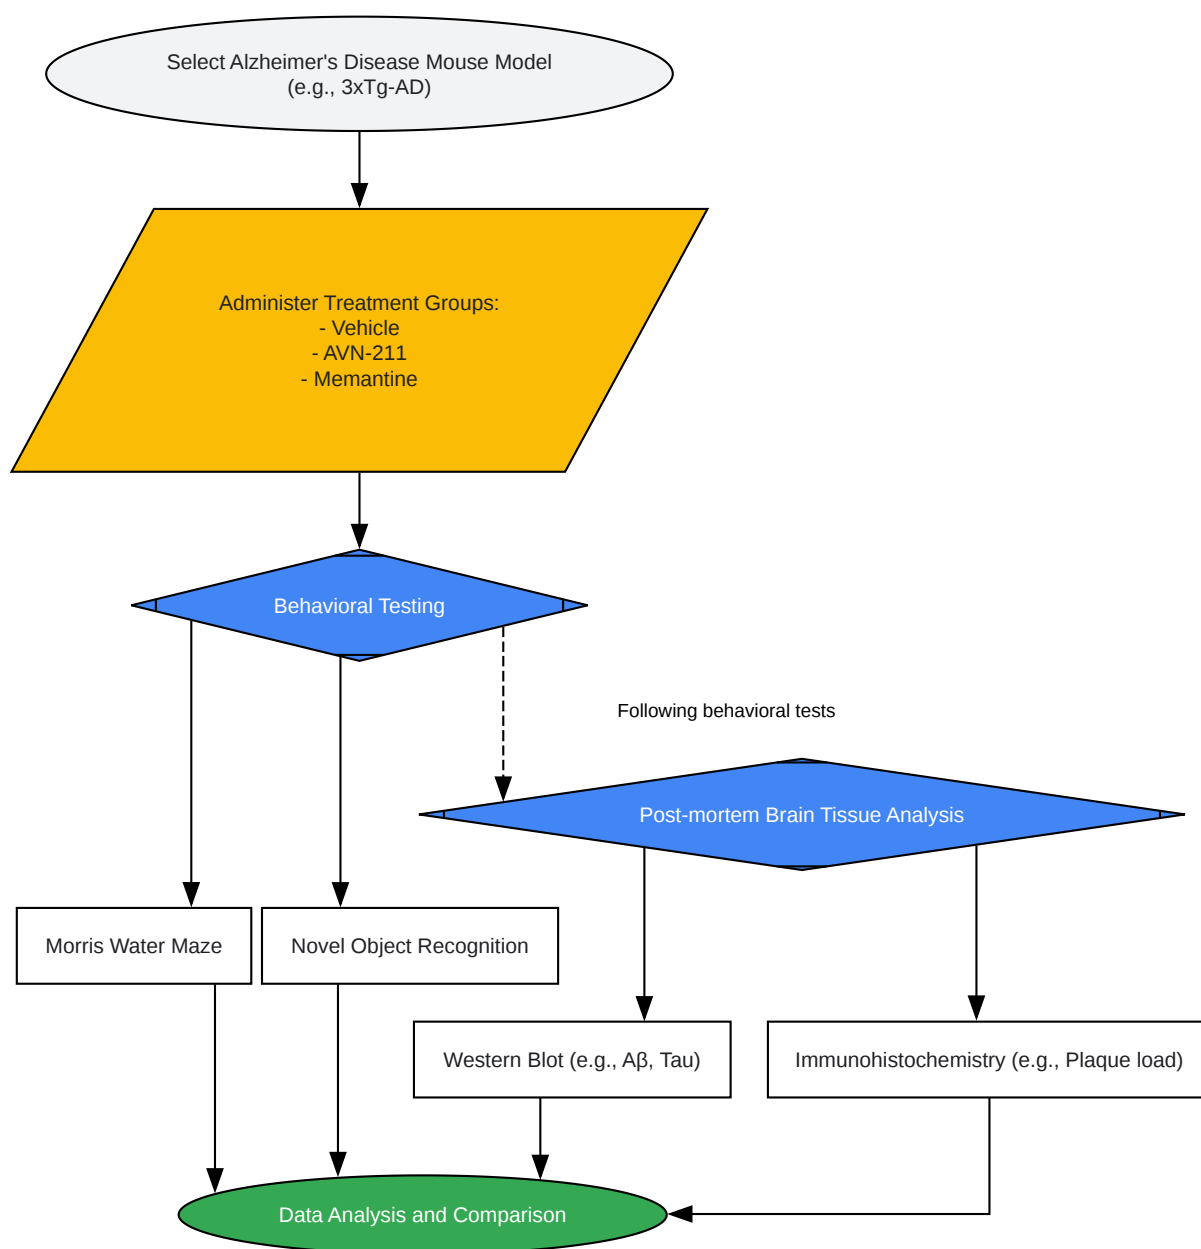 Select Alzheimer's Disease Mouse Model
(e.g., 3xTg-AD)
Administer Treatment Groups:
- Vehicle
- AVN-211
- Memantine
Behavioral Testing
Following behavioral tests
Post-mortem Brain Tissue Analysis
Morris Water Maze
Novel Object Recognition
Western Blot (e.g., Aβ, Tau)
Immunohistochemistry (e.g., Plaque load)
Data Analysis and Comparison